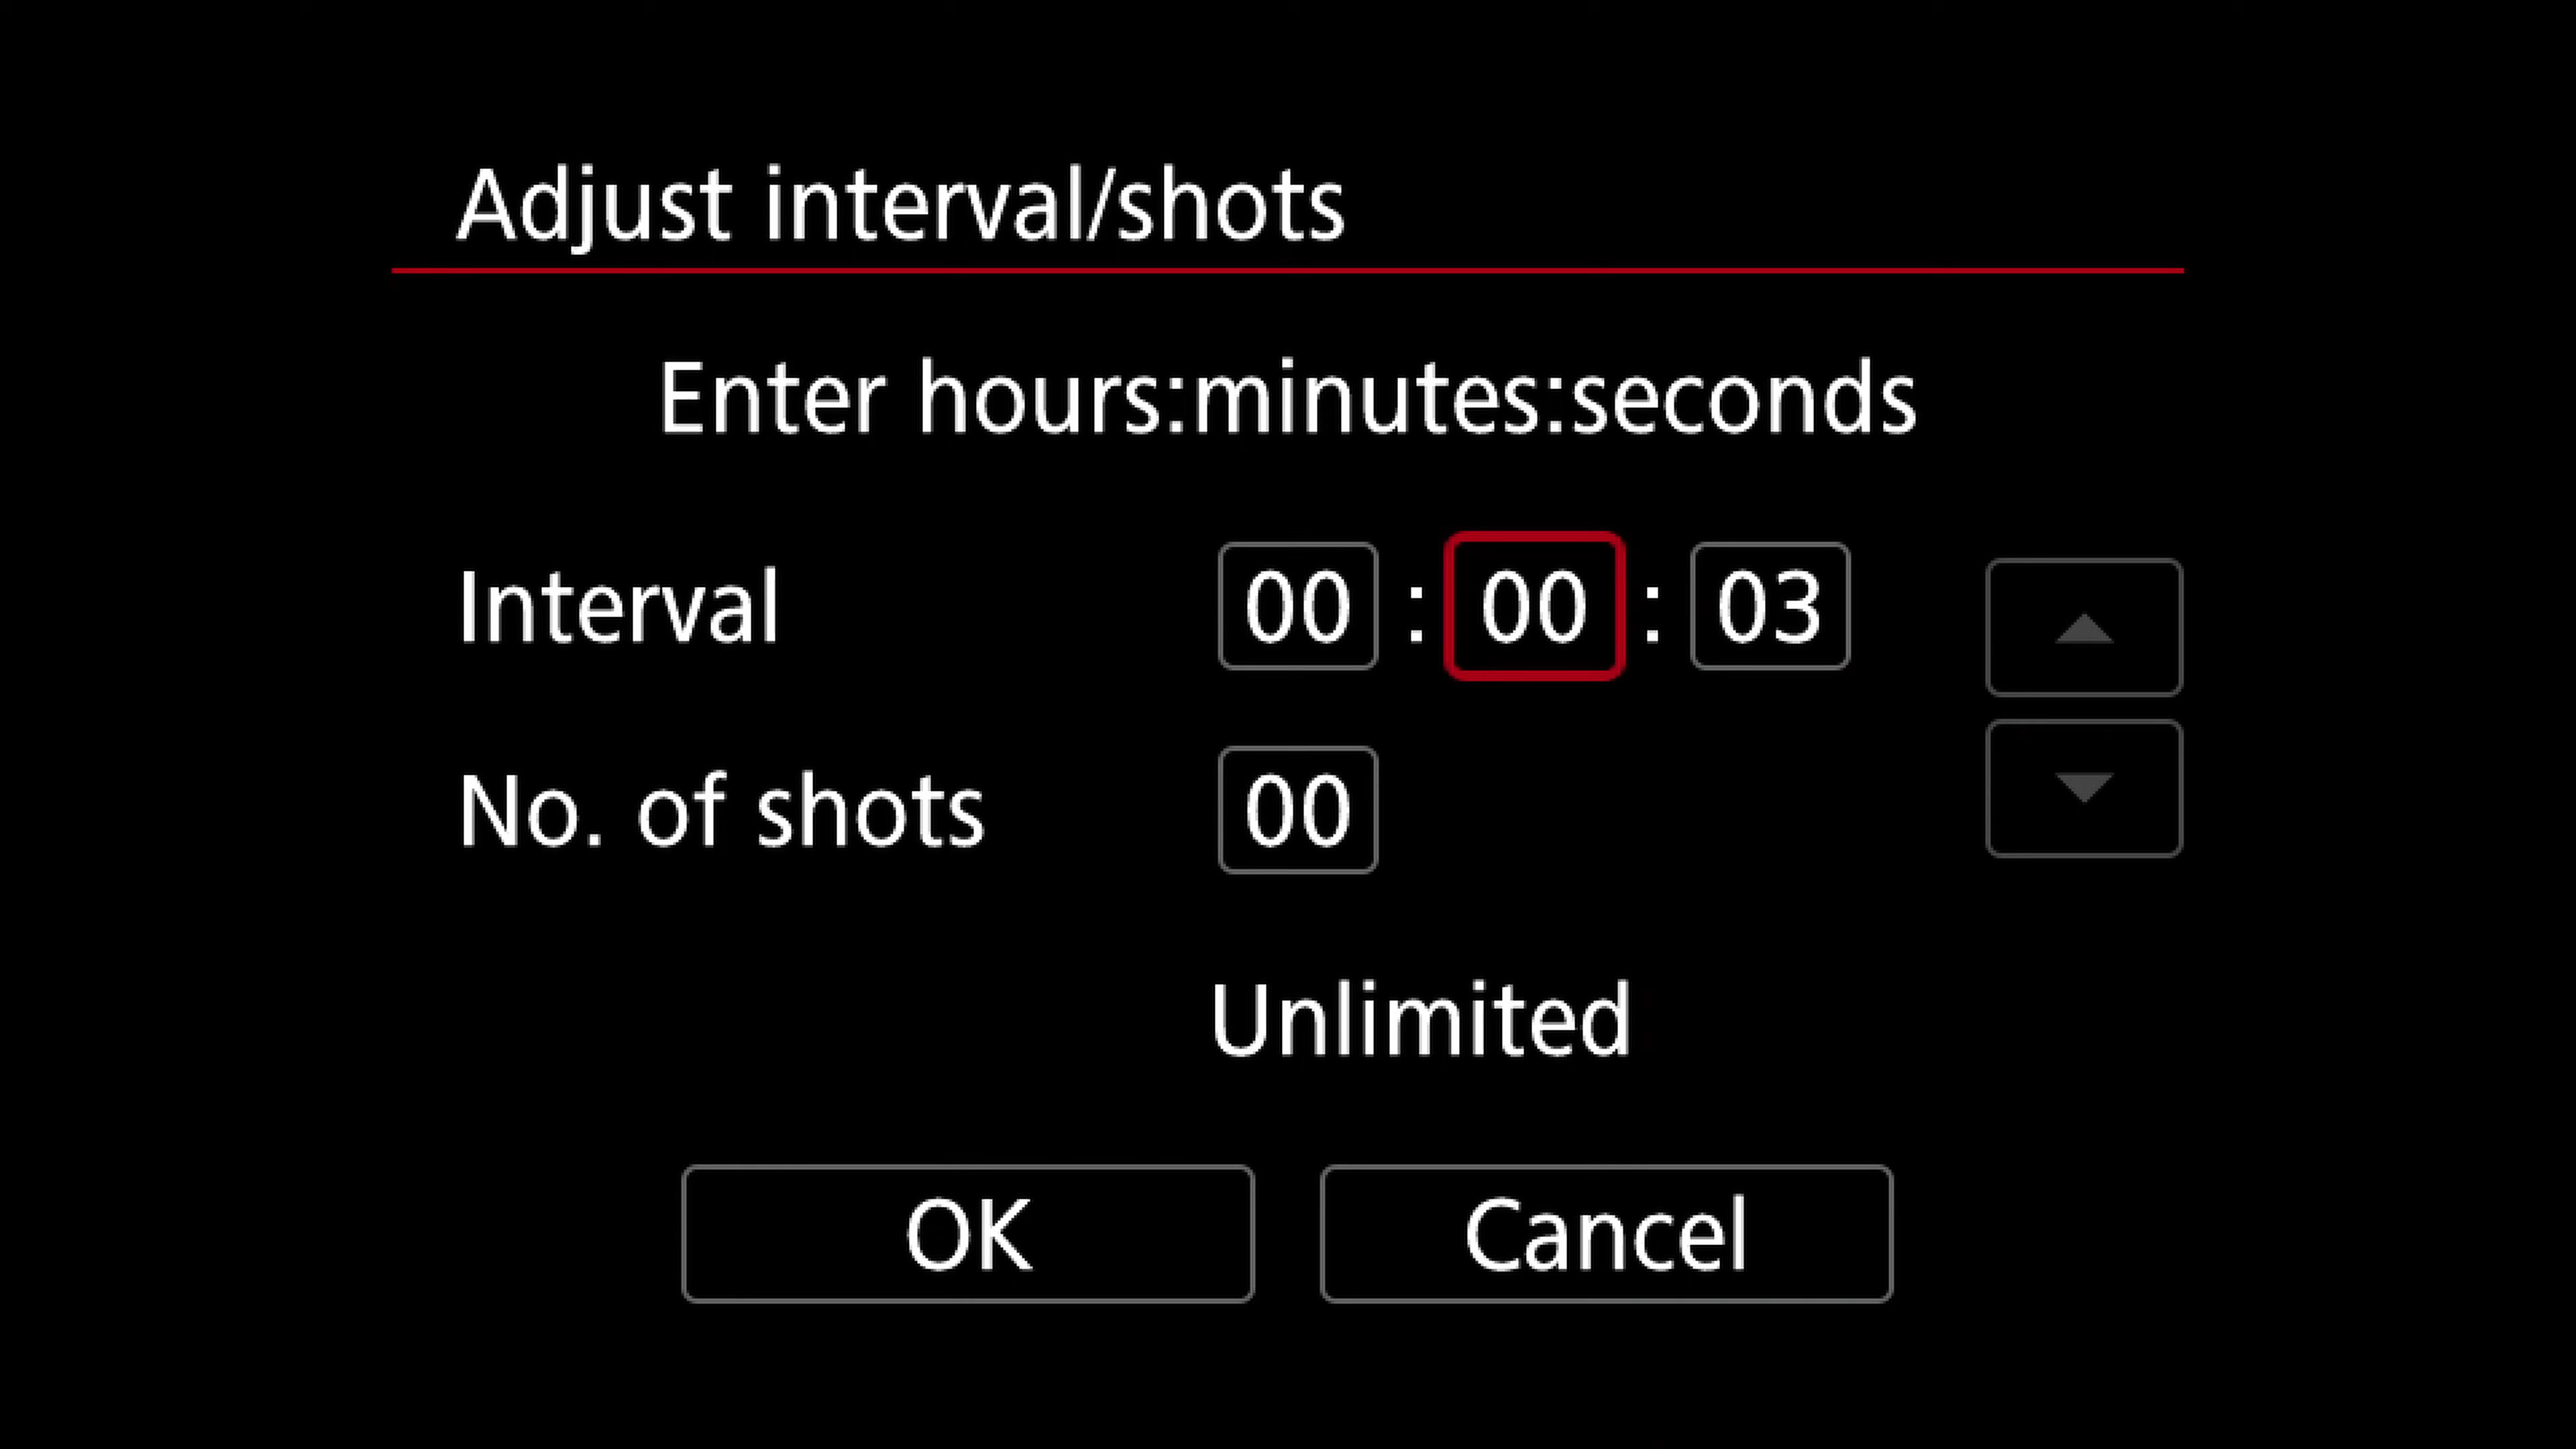 Adjust interval/shots
Enter hours:minutes:seconds
Interval 00 : 00 : 03
No. of shots 00
Unlimited
OK Cancel